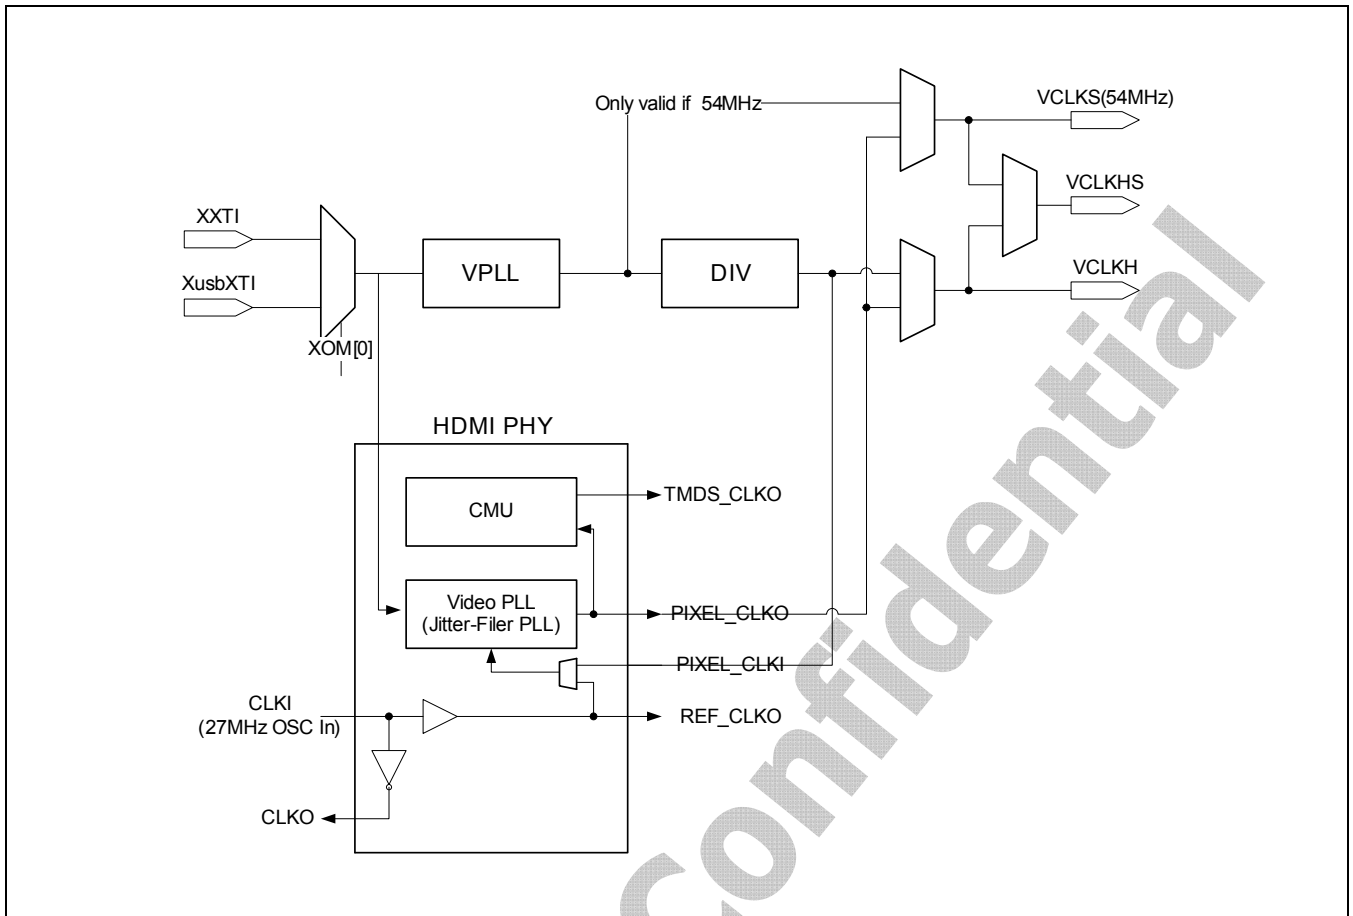 Only valid if 54MHz
VCLKS(54MHz)
VCLKHS
VCLKH
XXTI
XusbXTI
XOM[0]
VPLL
DIV
HDMI PHY
CMU
TMDS_CLKO
Video PLL
(Jitter-Filer PLL)
PIXEL_CLKO
PIXEL_CLKI
CLKI
(27MHz OSC In)
REF_CLKO
CLKO
Confidential